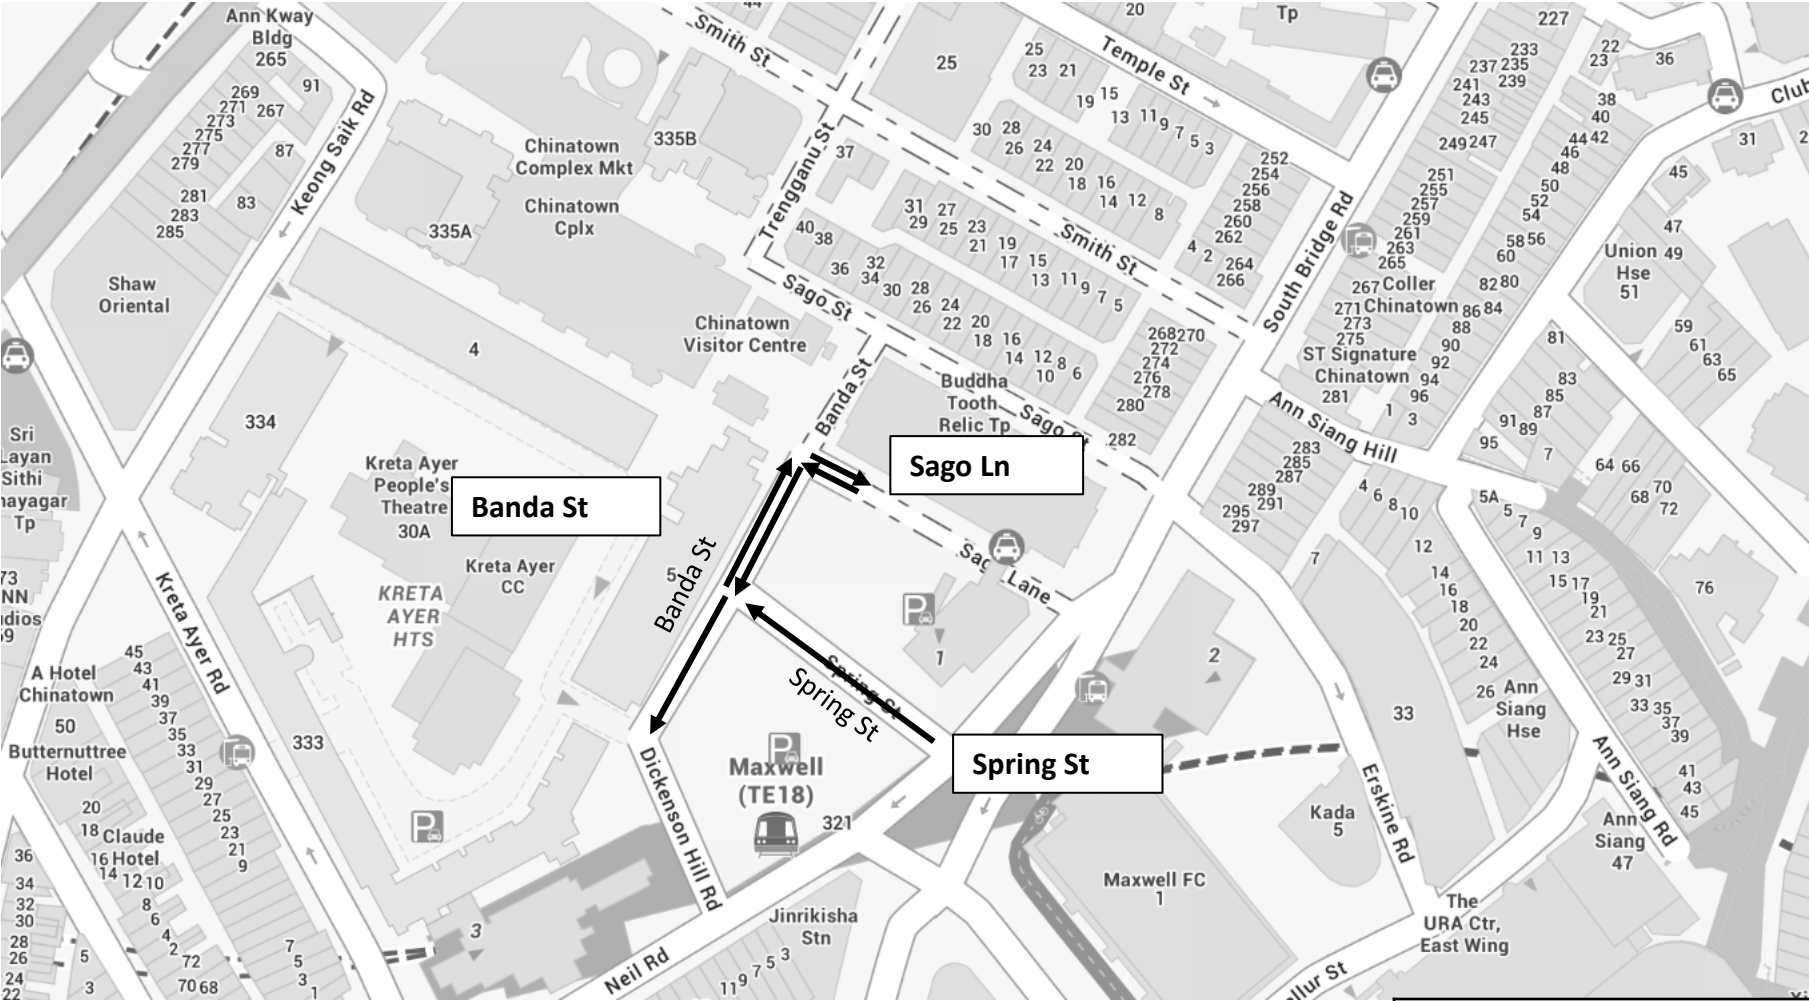 44
Ann Kway
Bldg
265
Smith St
20
Tp
227
25
25
23 21
Temple St
233
237 235
241 239
243
245
249 247
22
23
36
Club
38
40
44 42
46
48
50
52
54
58 56
60
31
45
91
269
271 267
273
275
277
279
87
281
283
285
83
Keong Saik Rd
Chinatown
Complex Mkt
335B
Chinatown
Cplx
335A
Trengganu St
37
15
19
13 11 9 7 5 3
30 28
26 24
22 20
18 16
14 12 8
252
254
256
258
260
262
264
266
4
2
251
255
257
259
261
263
265
South Bridge Rd
31 27
29 25 23
21 19
17 15
13 11 9 7 5
Smith St
40
38
36 32
34
30 28
26 24
22 20
18 16
14 12
10 8 6
Sago St
Shaw
Oriental
Chinatown
Visitor Centre
4
334
47
Union 49
Hse
51
267 Coller
Chinatown
271
273
275
82 80
86 84
88
90
92
94
96
ST Signature
Chinatown
281
1
3
268 270
272
274
276
278
280
282
59
61
63
65
81
83
85
87
91 89
95
7
Buddha
Tooth
Relic Tp
Sago St
Banda St
Ann Siang Hill
Sri
Layan
Sithi
Tp
Kreta Ayer
People's
Theatre
30A
Banda St
Sago Ln
283
285
287
289
291
295
297
4
6
8
10
5A
5
7
9
11 13
15 17
19
21
64 66
70
68
72
Kreta Ayer
CC
5
Banda St
Sago Lane
P
7
12
14
16
18
20
22
24
26 Ann
Siang
Hse
76
KRETA
AYER
HTS
Kreta Ayer Rd
1
2
23 25
27
29 31
33 35
37
39
41
43
45
A Hotel
Chinatown
50
Butternuttree
Hotel
45
43
41
39
37
35
33
31
29
27
25
23
21
9
333
Spring St
Spring St
Spring St
33
Dickenson Hill Rd
P
Maxwell
(TE18)
321
Ann Siang Rd
Erskine Rd
Kada
5
Ann
Siang
47
P
20
18 Claude
16 Hotel
14 12 10
8
6
4
2
72
70 68
36
34
32
30
28
26
24
22
5
3
7
5
3
1
3
Neil Rd
Jinrikisha
Stn
11 9 7 5 3
Maxwell FC
1
The
URA Ctr,
East Wing